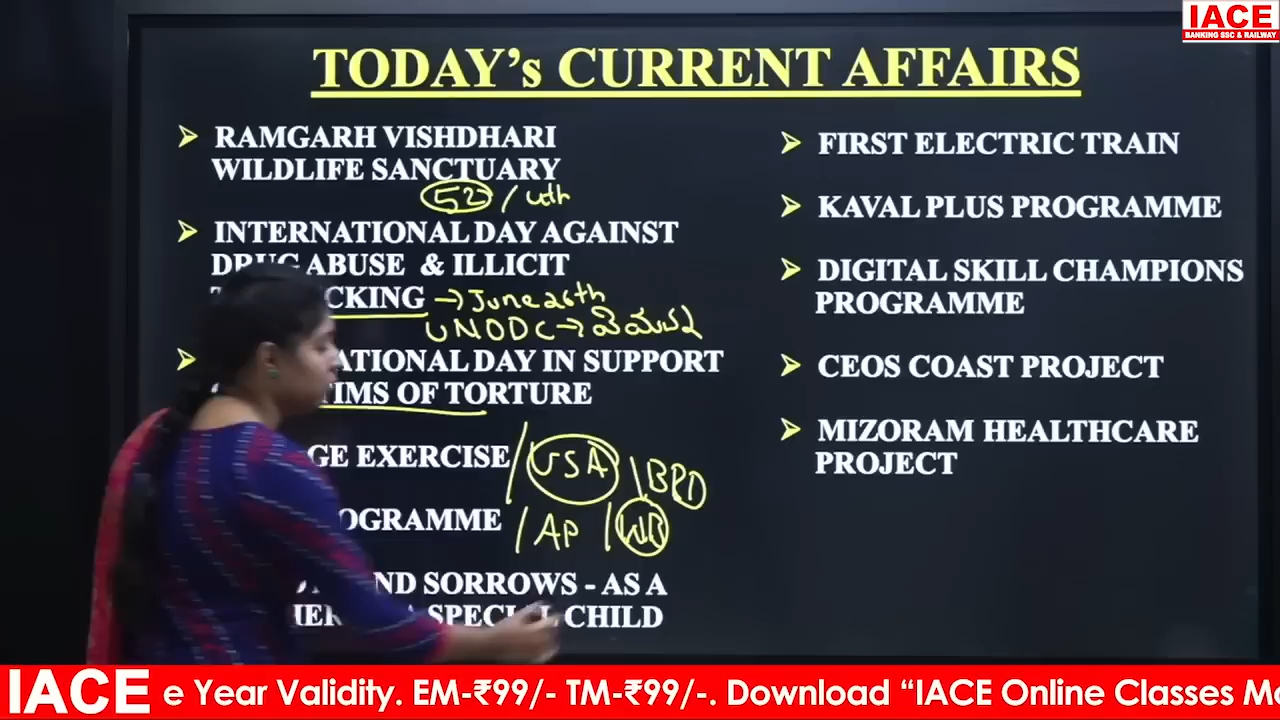 IACE
BANKING SSC & RAILWAY
TODAY's CURRENT AFFAIRS
RAMGARH VISHDHARI
WILDLIFE SANCTUARY
52 / 4th
INTERNATIONAL DAY AGAINST
DRUG ABUSE & ILLICIT
CKING → June 26th
UNODC →
ATIONAL DAY IN SUPPORT
TIMS OF TORTURE
GE EXERCISE / USA / BPD
OGRAMME / AP / WB
ND SORROWS - AS A
A SPECIAL CHILD
FIRST ELECTRIC TRAIN
KAVAL PLUS PROGRAMME
DIGITAL SKILL CHAMPIONS
PROGRAMME
CEOS COAST PROJECT
MIZORAM HEALTHCARE
PROJECT
IACE e Year Validity. EM-₹99/- TM-₹99/-. Download “IACE Online Classes Mo